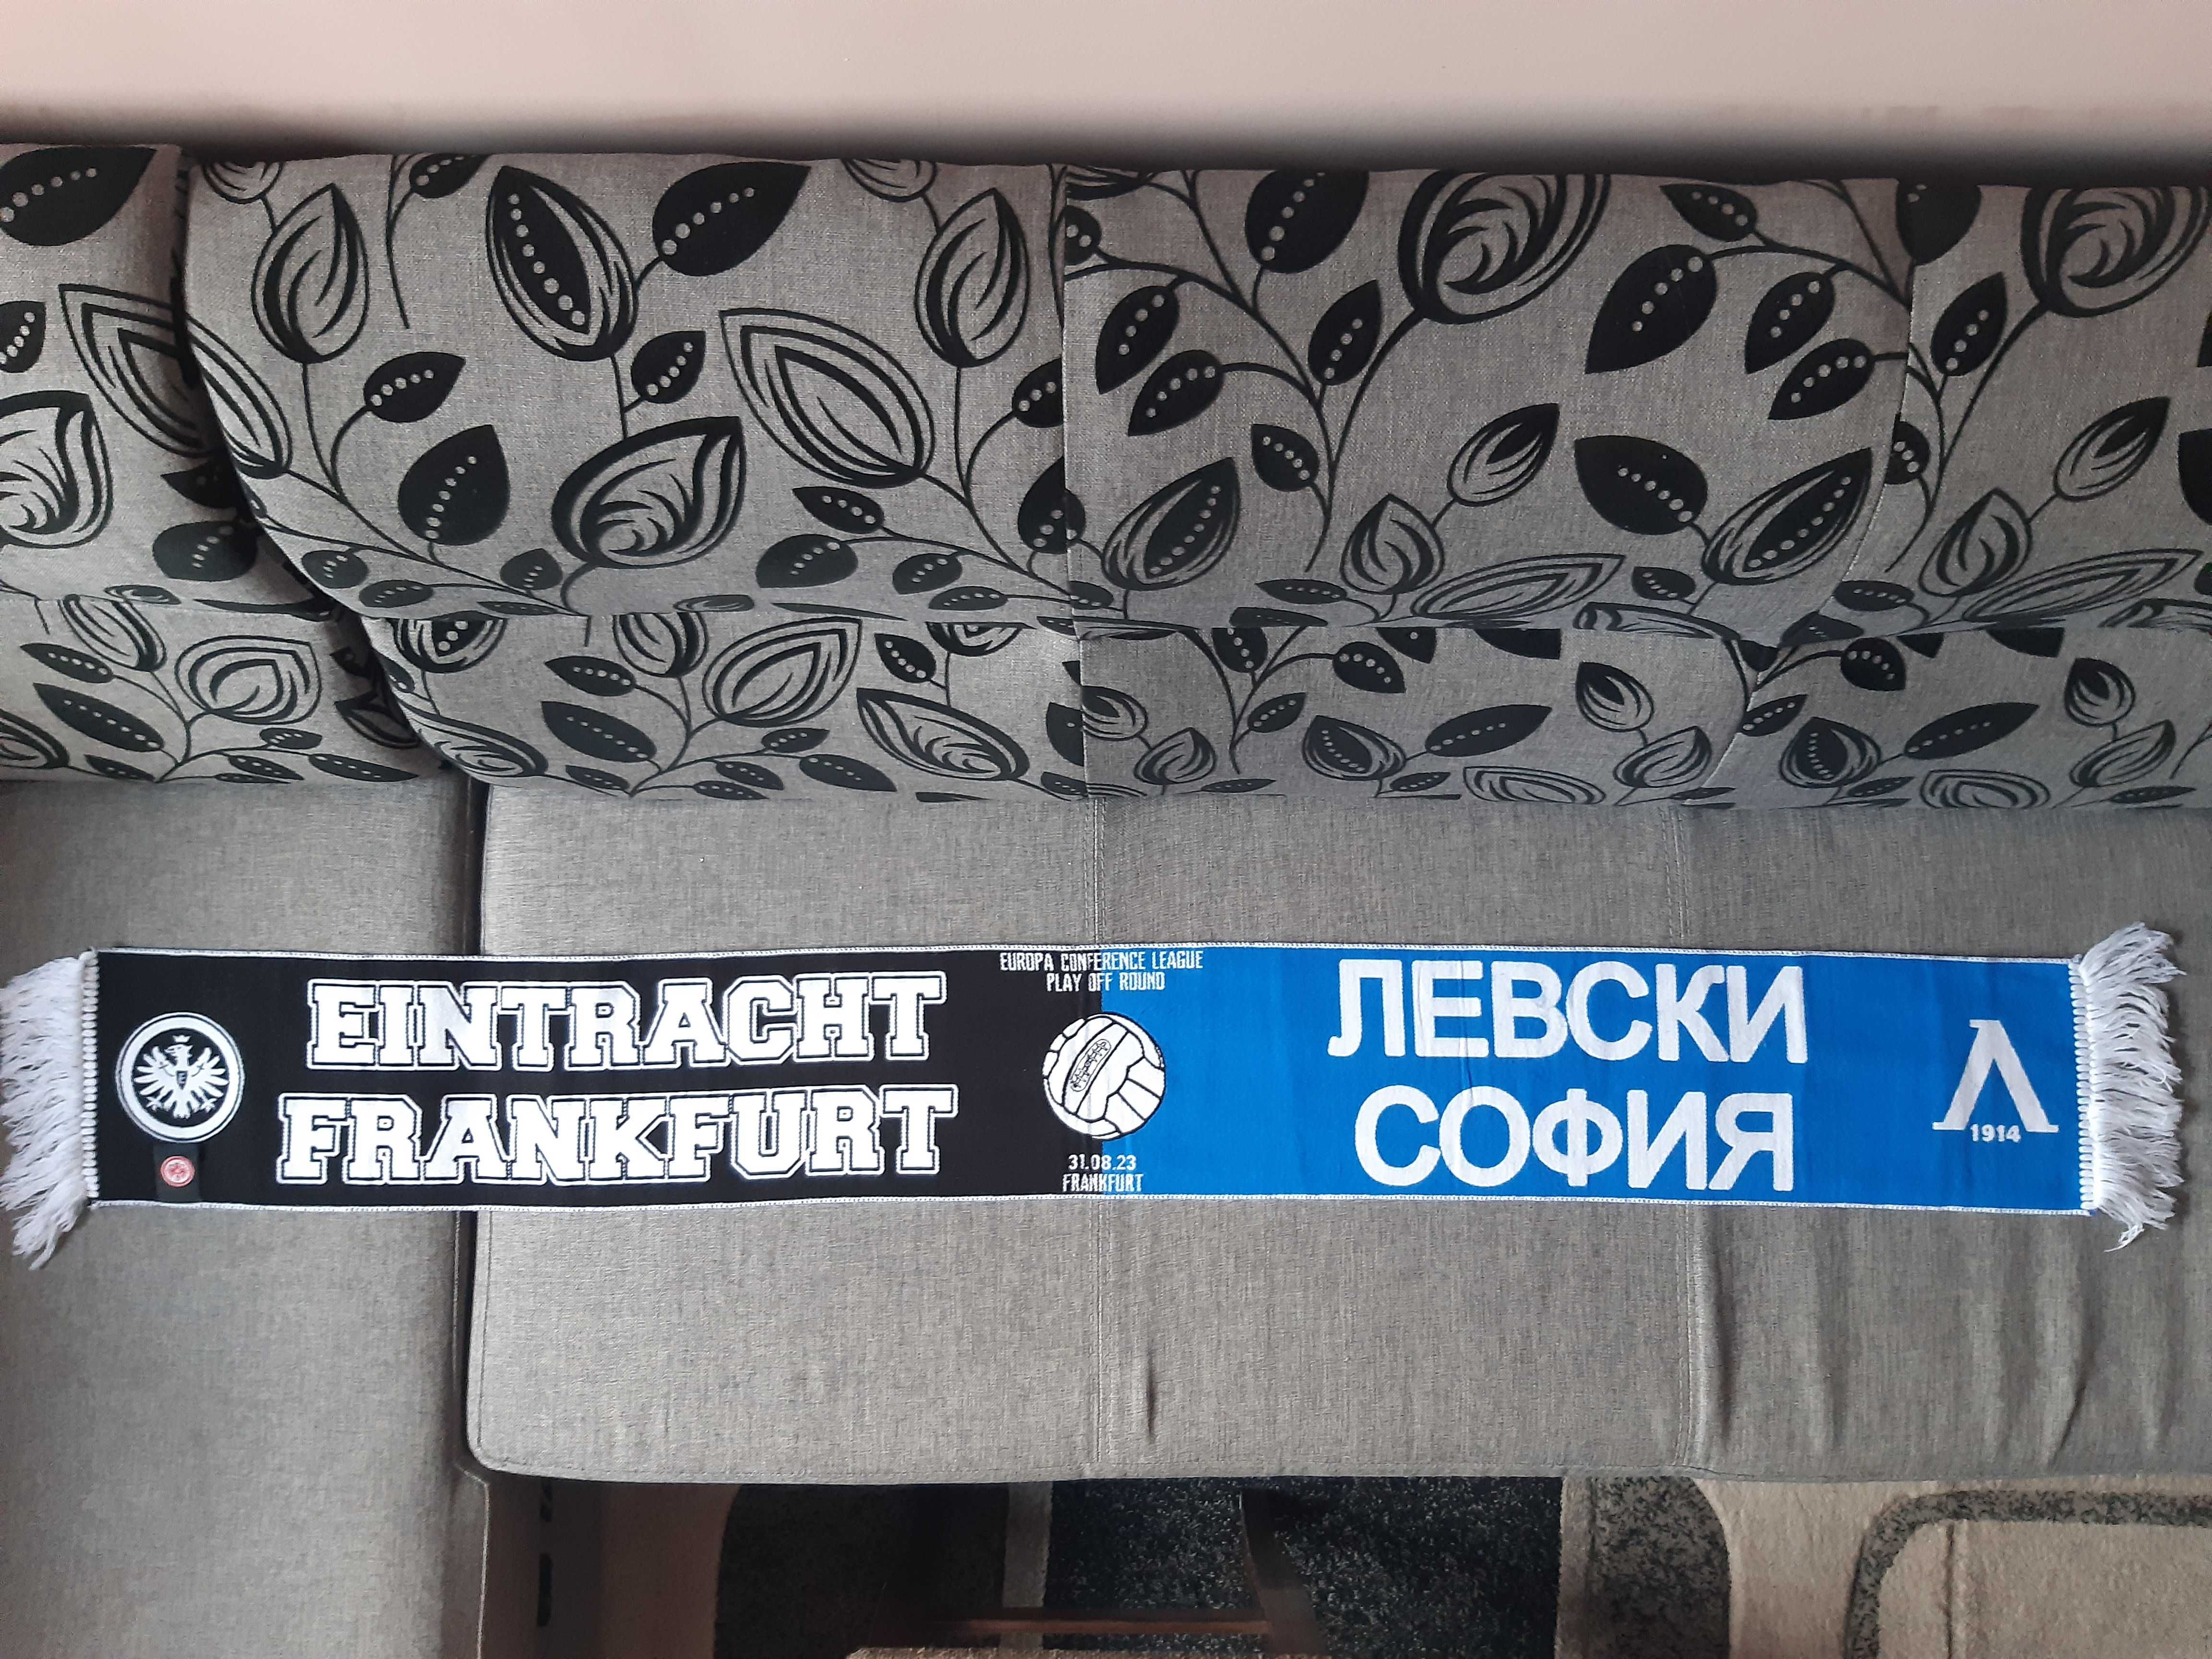 EINTRACHT
FRANKFURT
EUROPA CONFERENCE LEAGUE
PLAY OFF ROUND
31.08.23
FRANKFURT
ЛЕВСКИ
СОФИЯ
Λ
1914